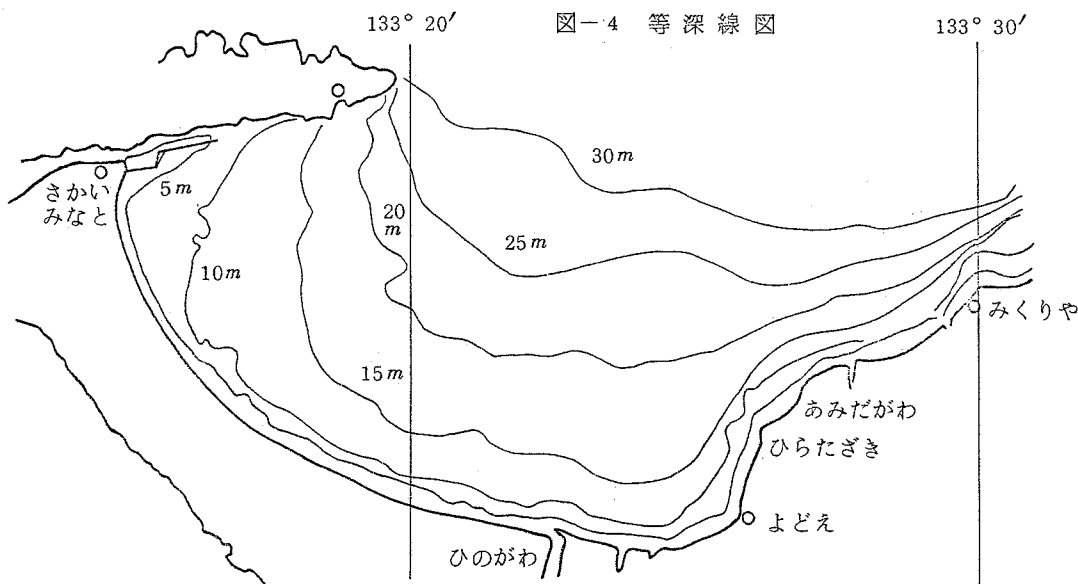 133° 20′
図-4 等深線図
133° 30′
30m
5m
さかい
みなと
20
m
25m
10m
みくりや
15m
あみだがわ
ひらたざき
よどえ
ひのがわ